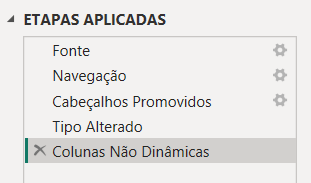 ETAPAS APLICADAS
Fonte
Navegação
Cabeçalhos Promovidos
Tipo Alterado
Colunas Não Dinâmicas